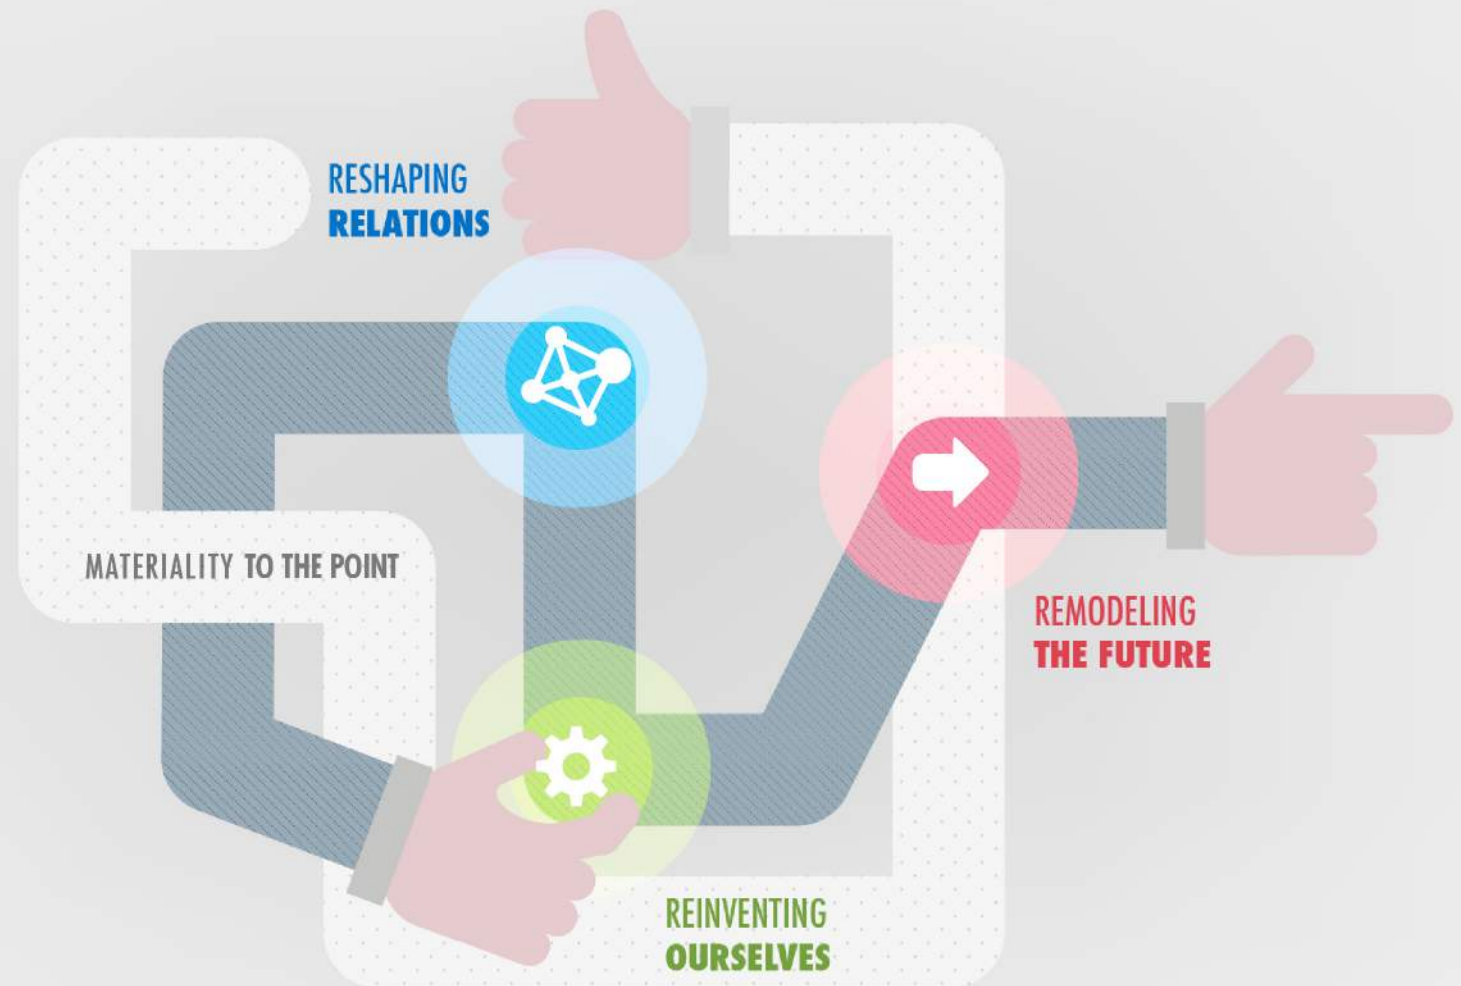 RESHAPING
RELATIONS
MATERIALITY TO THE POINT
REMODELING
THE FUTURE
REINVENTING
OURSELVES